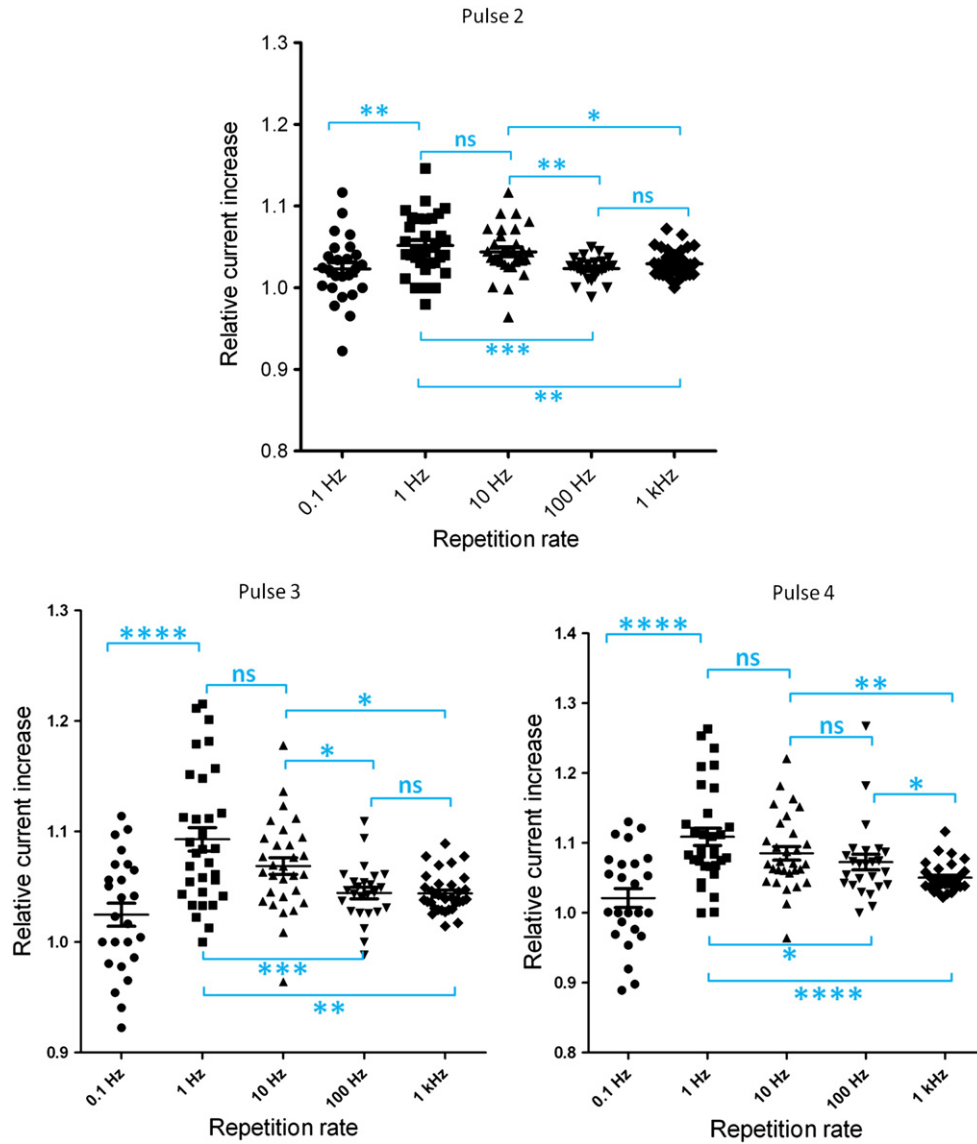 Pulse 2
Relative current increase
1.3
1.2
1.1
1.0
0.9
0.8
**
ns
*
**
ns
***
**
0.1 Hz
1 Hz
10 Hz
100 Hz
1 kHz
Repetition rate
Pulse 3
Relative current increase
1.3
1.2
1.1
1.0
0.9
****
ns
*
*
ns
***
**
0.1 Hz
1 Hz
10 Hz
100 Hz
1 kHz
Repetition rate
Pulse 4
Relative current increase
1.4
1.3
1.2
1.1
1.0
0.9
0.8
****
ns
**
ns
*
*
****
0.1 Hz
1 Hz
10 Hz
100 Hz
1 kHz
Repetition rate